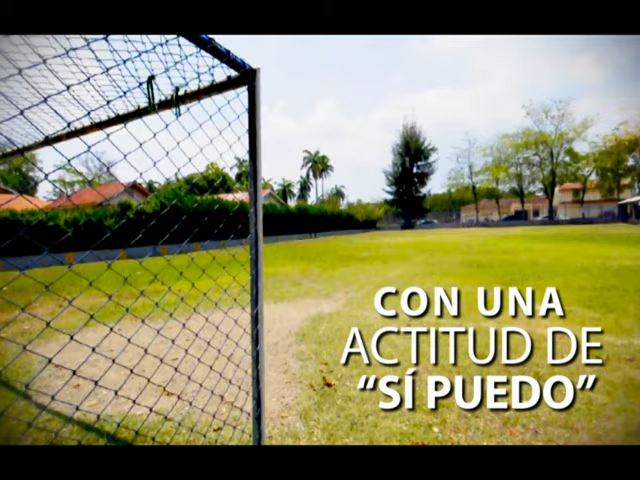 CON UNA
ACTITUD DE
“SÍ PUEDO”